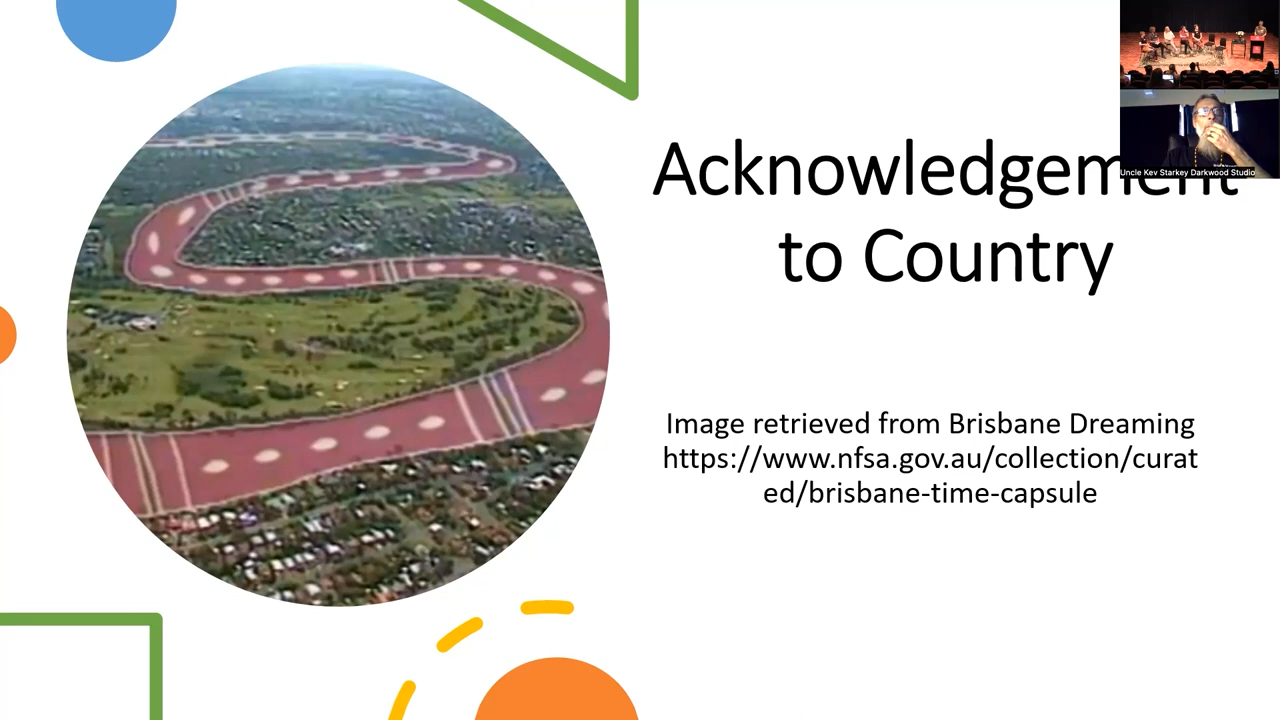 Acknowledgement
to Country
Uncle Kev Starkey Darkwood Studio
Image retrieved from Brisbane Dreaming
https://www.nfsa.gov.au/collection/curat
ed/brisbane-time-capsule